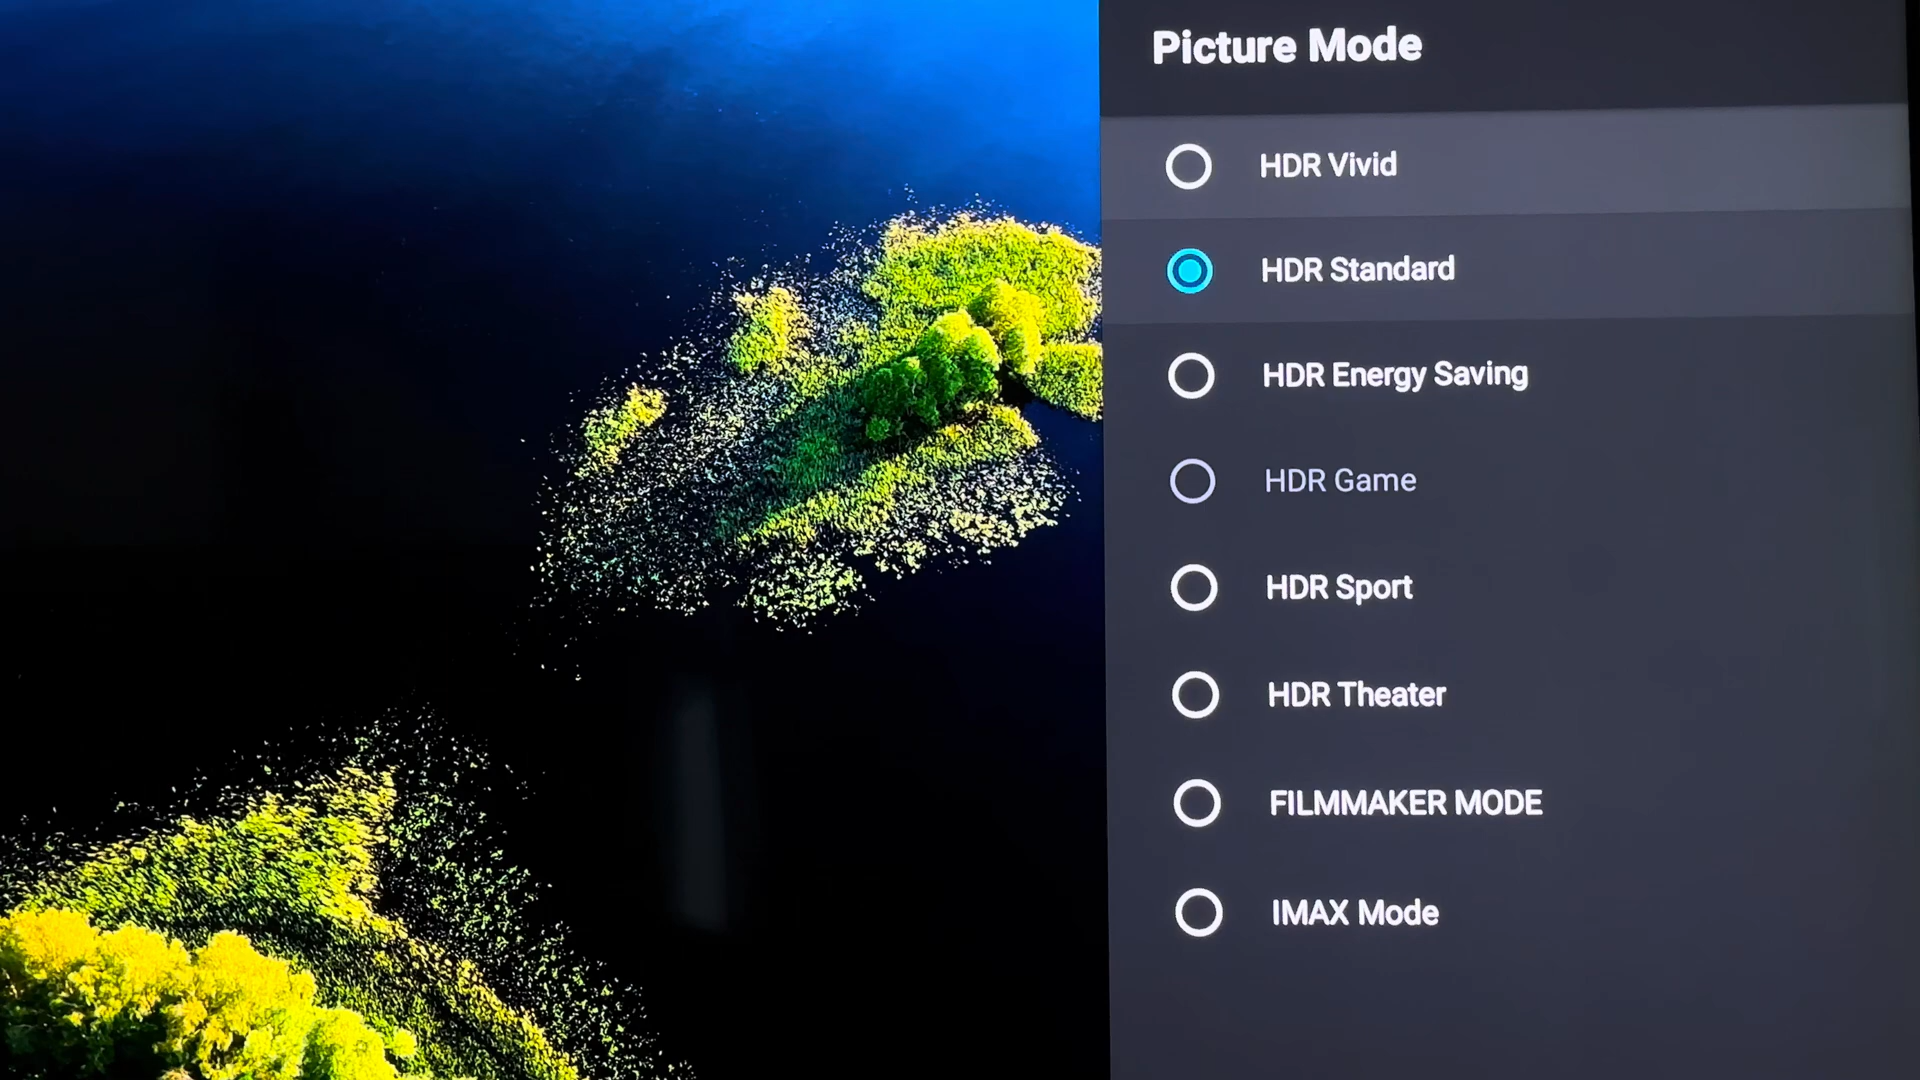 Picture Mode
HDR Vivid
HDR Standard
HDR Energy Saving
HDR Game
HDR Sport
HDR Theater
FILMMAKER MODE
IMAX Mode